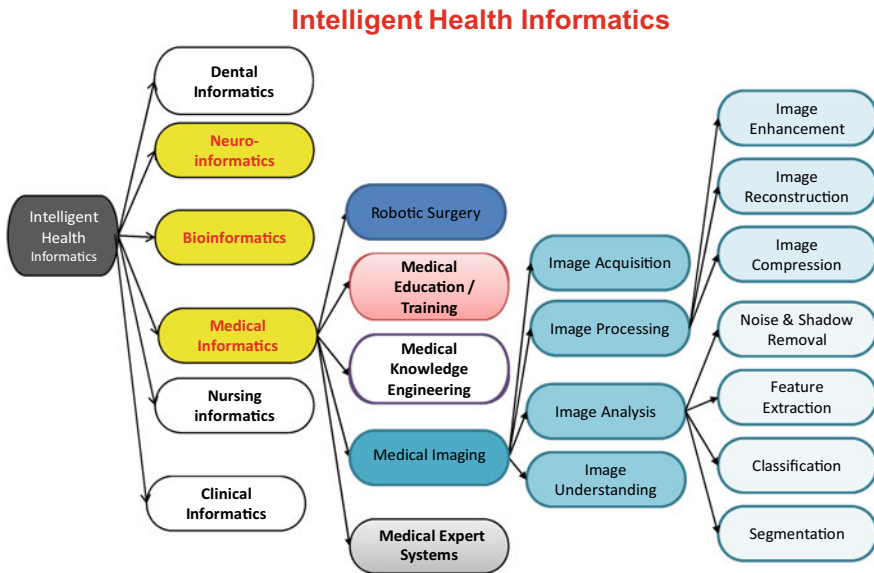 Intelligent Health Informatics
Intelligent
Health
Informatics
Dental
Informatics
Neuro-
informatics
Bioinformatics
Medical
Informatics
Nursing
informatics
Clinical
Informatics
Robotic Surgery
Medical
Education /
Training
Medical
Knowledge
Engineering
Medical Imaging
Medical Expert
Systems
Image Acquisition
Image Processing
Image Analysis
Image
Understanding
Image
Enhancement
Image
Reconstruction
Image
Compression
Noise & Shadow
Removal
Feature
Extraction
Classification
Segmentation